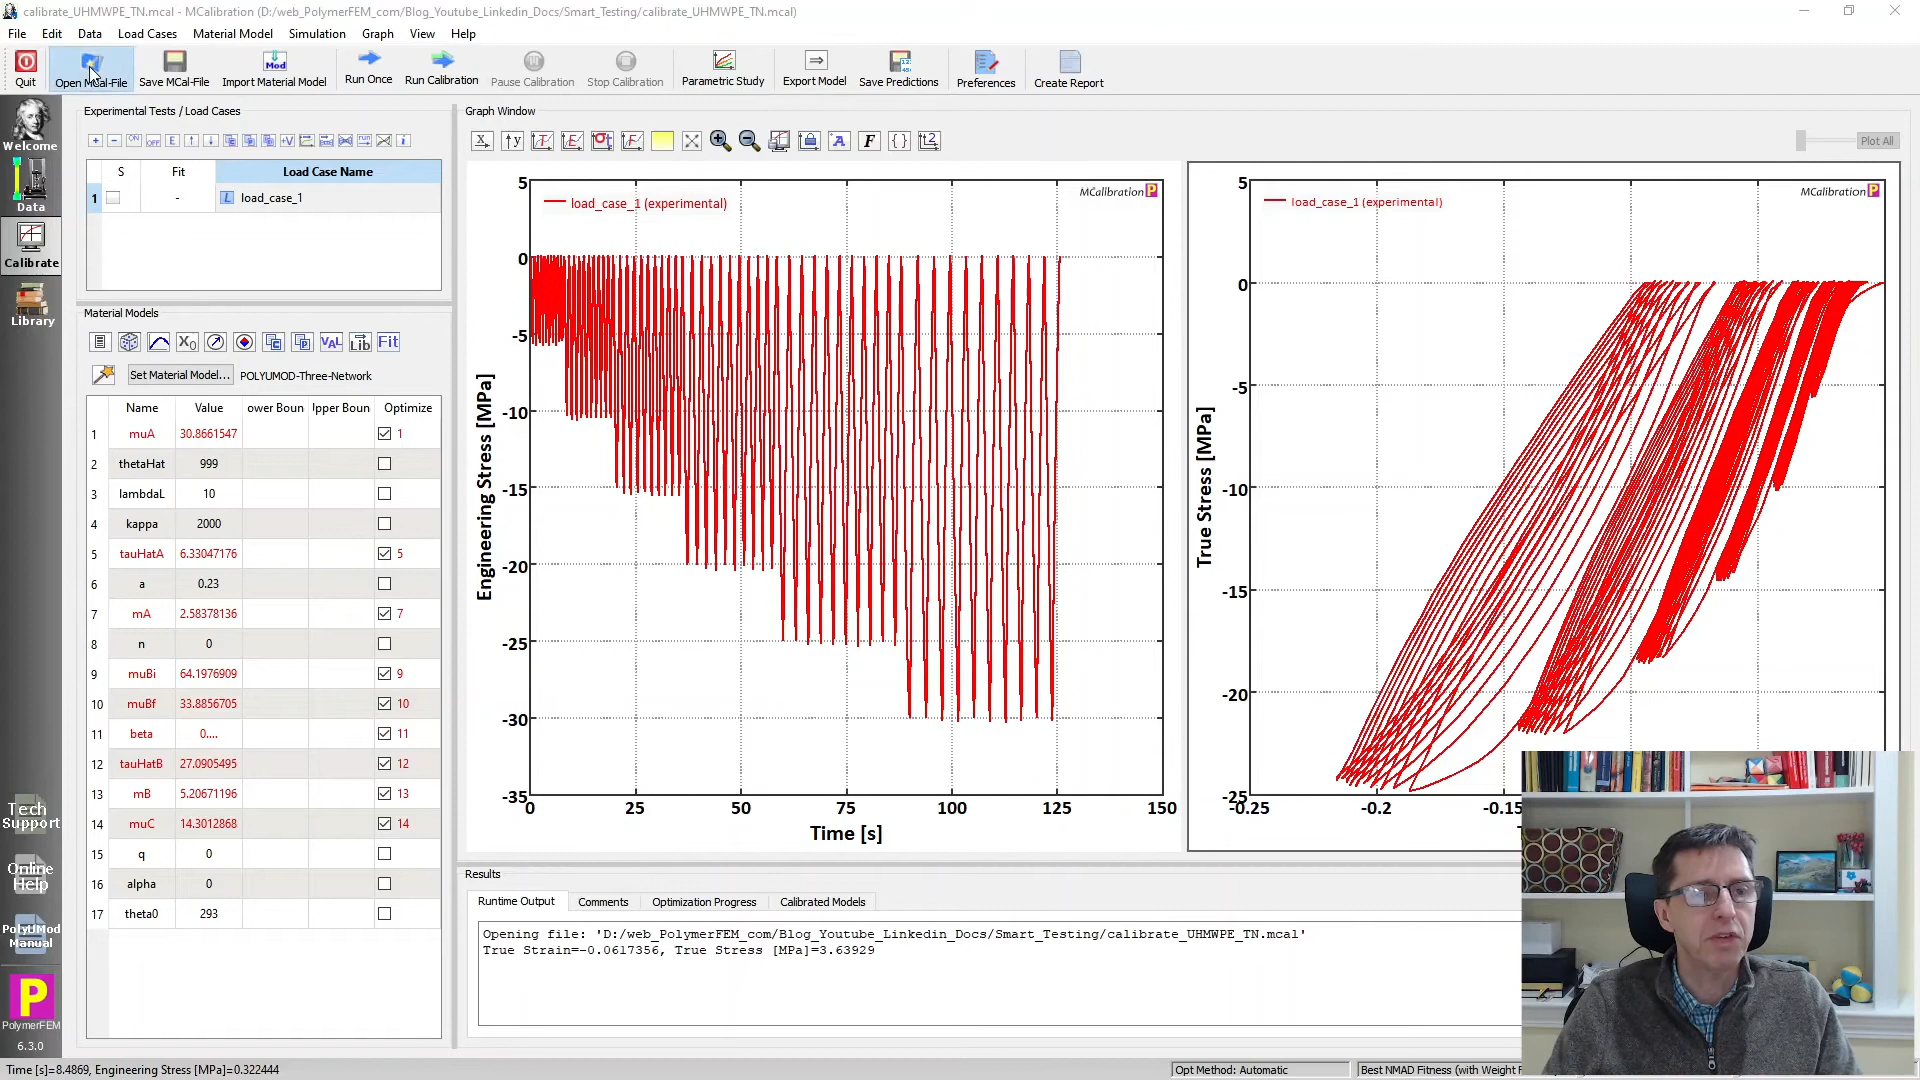 calibrate_UHMWPE_TN.mcal - MCalibration (D:/web_PolymerFEM_com/Blog_Youtube_Linkedin_Docs/Smart_Testing/calibrate_UHMWPE_TN.mcal)
File Edit Data Load Cases Material Model Simulation Graph View Help
Quit Open MCal-File Save MCal-File Import Material Model Run Once Run Calibration Pause Calibration Stop Calibration Parametric Study Export Model Save Predictions Preferences Create Report
Welcome
Data
Calibrate
Library
Tech Support
Online Help
PolyUMod Manual
PolymerFEM
6.3.0
Experimental Tests / Load Cases
S Fit Load Case Name
1 - L load_case_1
Material Models
Set Material Model... POLYUMOD-Three-Network
Name Value ower Boun Ipper Boun Optimize
1 muA 30.8661547 1
2 thetaHat 999
3 lambdaL 10
4 kappa 2000
5 tauHatA 6.33047176 5
6 a 0.23
7 mA 2.58378136 7
8 n 0
9 muBi 64.1976909 9
10 muBf 33.8856705 10
11 beta 0.... 11
12 tauHatB 27.0905495 12
13 mB 5.20671196 13
14 muC 14.3012868 14
15 q 0
16 alpha 0
17 theta0 293
Graph Window
Plot All
load_case_1 (experimental)
MCalibration P
5
0
-5
-10
-15
-20
-25
-30
-35
0 25 50 75 100 125 150
Engineering Stress [MPa]
Time [s]
load_case_1 (experimental)
MCalibration P
5
0
-5
-10
-15
-20
-25
-0.25 -0.2 -0.15
True Stress [MPa]
Results
Runtime Output Comments Optimization Progress Calibrated Models
Opening file: 'D:/web_PolymerFEM_com/Blog_Youtube_Linkedin_Docs/Smart_Testing/calibrate_UHMWPE_TN.mcal'
True Strain=-0.0617356, True Stress [MPa]=3.63929
Time [s]=8.4869, Engineering Stress [MPa]=0.322444
Opt Method: Automatic
Best NMAD Fitness (with Weight F